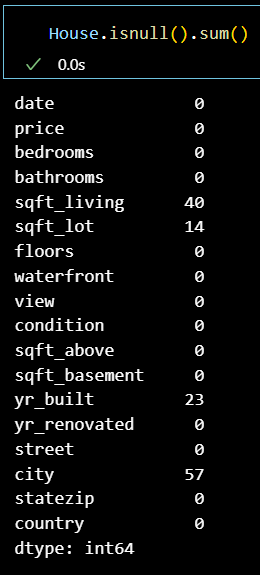 House.isnull().sum()
✓ 0.0s
date 0
price 0
bedrooms 0
bathrooms 0
sqft_living 40
sqft_lot 14
floors 0
waterfront 0
view 0
condition 0
sqft_above 0
sqft_basement 0
yr_built 23
yr_renovated 0
street 0
city 57
statezip 0
country 0
dtype: int64